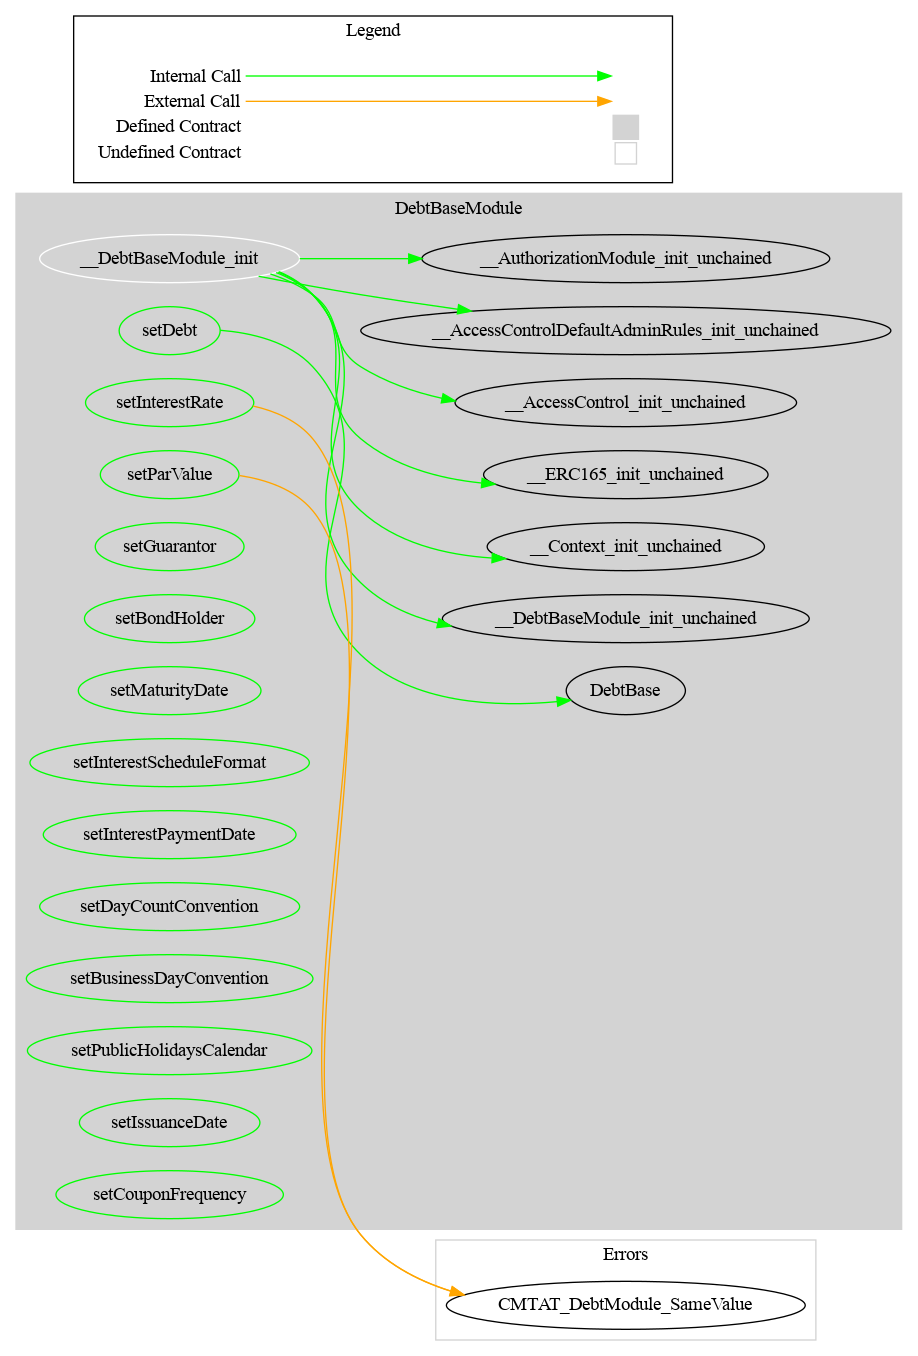 Legend
Internal Call
External Call
Defined Contract
Undefined Contract
DebtBaseModule
__DebtBaseModule_init
__AuthorizationModule_init_unchained
setDebt
__AccessControlDefaultAdminRules_init_unchained
setInterestRate
__AccessControl_init_unchained
setParValue
__ERC165_init_unchained
setGuarantor
__Context_init_unchained
setBondHolder
__DebtBaseModule_init_unchained
setMaturityDate
DebtBase
setInterestScheduleFormat
setInterestPaymentDate
setDayCountConvention
setBusinessDayConvention
setPublicHolidaysCalendar
setIssuanceDate
setCouponFrequency
Errors
CMTAT_DebtModule_SameValue